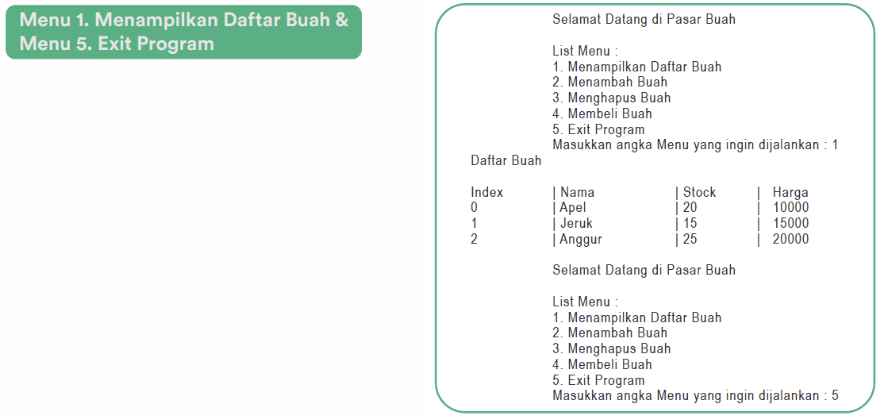 Menu 1. Menampilkan Daftar Buah &
Menu 5. Exit Program
Selamat Datang di Pasar Buah
List Menu :
1. Menampilkan Daftar Buah
2. Menambah Buah
3. Menghapus Buah
4. Membeli Buah
5. Exit Program
Masukkan angka Menu yang ingin dijalankan : 1
Daftar Buah
Index | Nama | Stock | Harga
0 | Apel | 20 | 10000
1 | Jeruk | 15 | 15000
2 | Anggur | 25 | 20000
Selamat Datang di Pasar Buah
List Menu :
1. Menampilkan Daftar Buah
2. Menambah Buah
3. Menghapus Buah
4. Membeli Buah
5. Exit Program
Masukkan angka Menu yang ingin dijalankan : 5